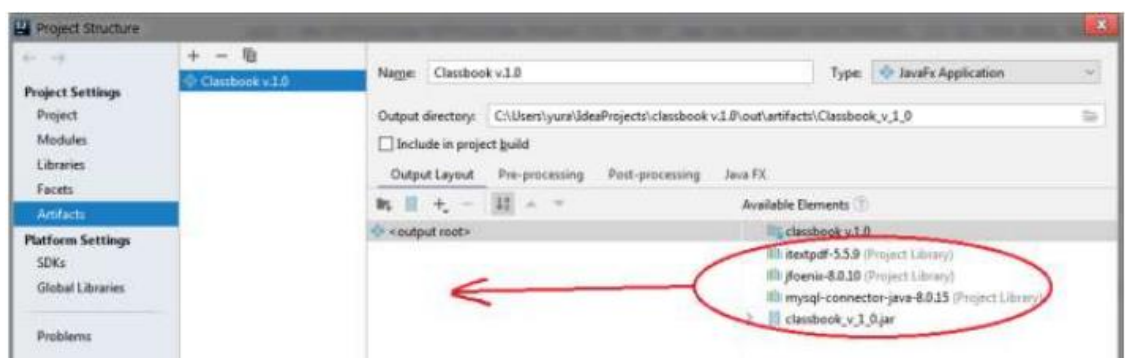 Project Structure
Name: Classbook v.1.0 Type: JavaFx Application
Classbook v.1.0
Project Settings
Project
Modules
Libraries
Facets
Artifacts
Platform Settings
SDKs
Global Libraries
Problems
Output directory: C:\Users\yura\IdeaProjects\classbook v.1.0\out\artifacts\Classbook_v_1_0
Include in project build
Output Layout Pre-processing Post-processing Java FX
Available Elements
<output root>
classbook v.1.0
itextpdf-5.5.9 (Project Library)
jfoenix-8.0.10 (Project Library)
mysql-connector-java-8.0.15 (Project Library)
classbook_v_1_0.jar